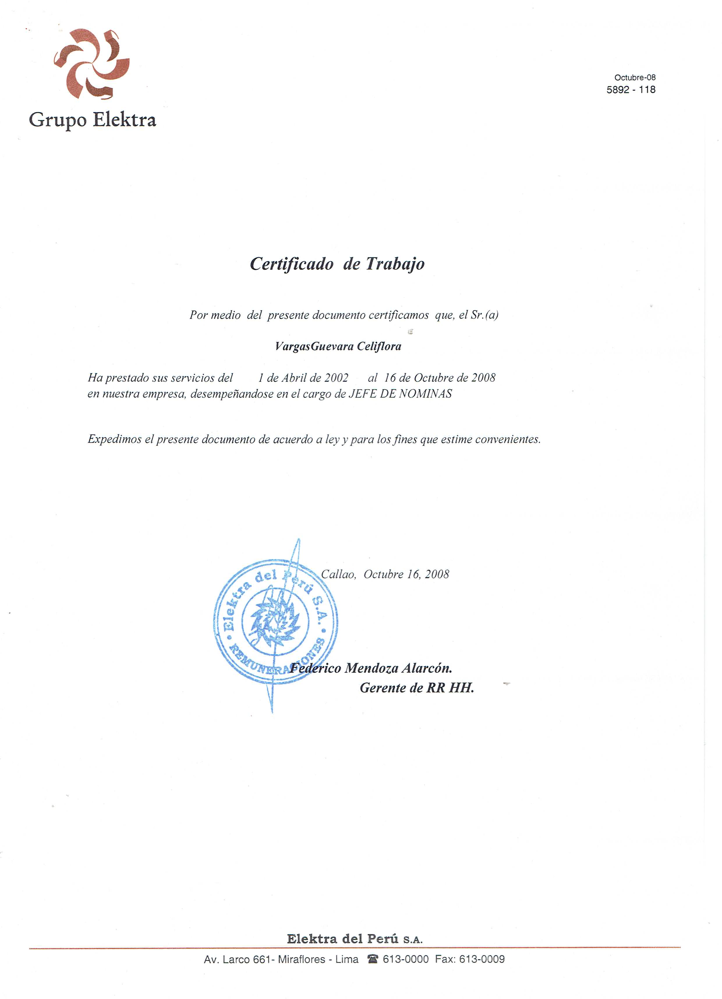 Octubre-08
5892 - 118
Grupo Elektra
Certificado de Trabajo
Por medio del presente documento certificamos que, el Sr.(a)
VargasGuevara Celiflora
Ha prestado sus servicios del 1 de Abril de 2002 al 16 de Octubre de 2008
en nuestra empresa, desempeñandose en el cargo de JEFE DE NOMINAS
Expedimos el presente documento de acuerdo a ley y para los fines que estime convenientes.
Callao, Octubre 16, 2008
• Elektra del Perú S.A. •
REMUNERACIONES
Federico Mendoza Alarcón.
Gerente de RR HH.
Elektra del Perú S.A.
Av. Larco 661- Miraflores - Lima ☎ 613-0000 Fax: 613-0009